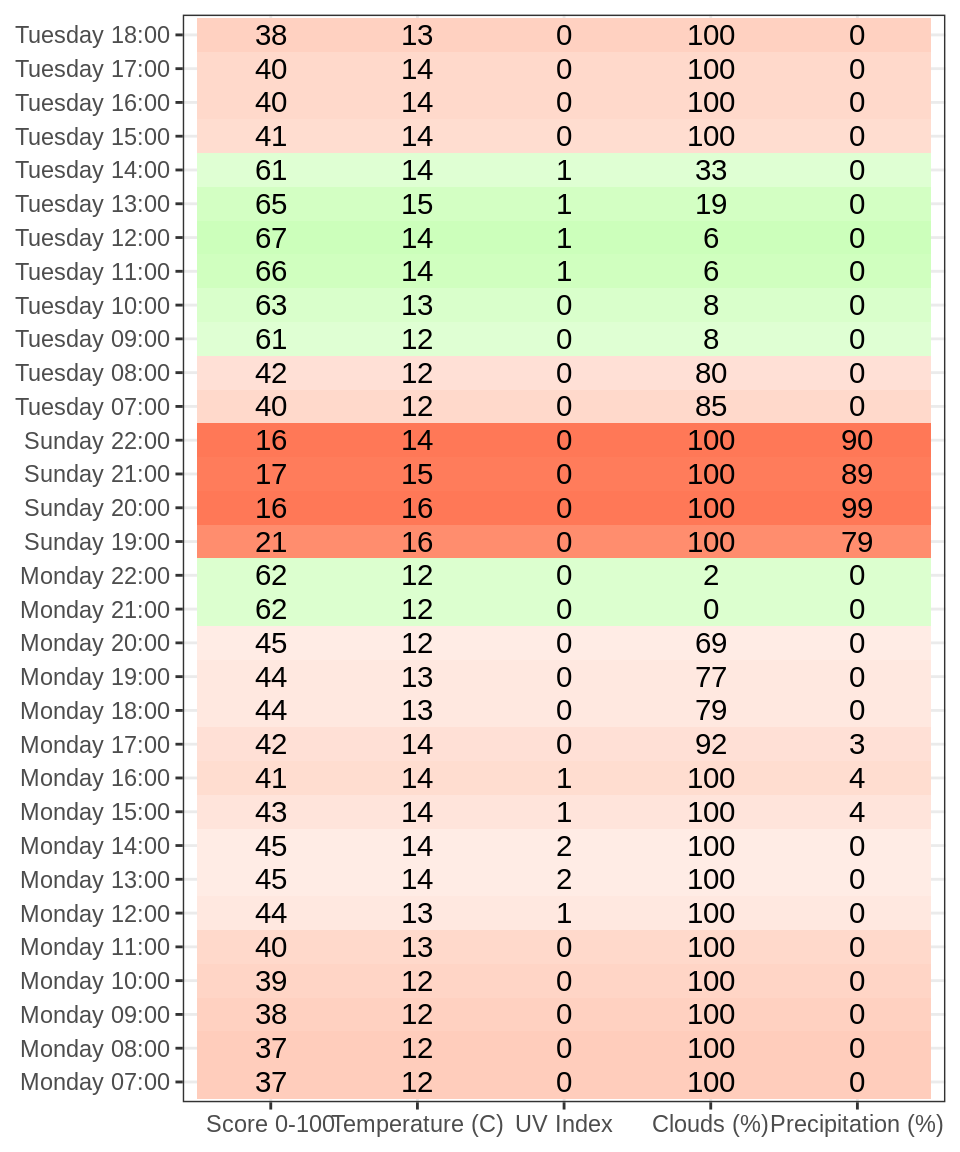 Tuesday 18:00 38 13 0 100 0
Tuesday 17:00 40 14 0 100 0
Tuesday 16:00 40 14 0 100 0
Tuesday 15:00 41 14 0 100 0
Tuesday 14:00 61 14 1 33 0
Tuesday 13:00 65 15 1 19 0
Tuesday 12:00 67 14 1 6 0
Tuesday 11:00 66 14 1 6 0
Tuesday 10:00 63 13 0 8 0
Tuesday 09:00 61 12 0 8 0
Tuesday 08:00 42 12 0 80 0
Tuesday 07:00 40 12 0 85 0
Sunday 22:00 16 14 0 100 90
Sunday 21:00 17 15 0 100 89
Sunday 20:00 16 16 0 100 99
Sunday 19:00 21 16 0 100 79
Monday 22:00 62 12 0 2 0
Monday 21:00 62 12 0 0 0
Monday 20:00 45 12 0 69 0
Monday 19:00 44 13 0 77 0
Monday 18:00 44 13 0 79 0
Monday 17:00 42 14 0 92 3
Monday 16:00 41 14 1 100 4
Monday 15:00 43 14 1 100 4
Monday 14:00 45 14 2 100 0
Monday 13:00 45 14 2 100 0
Monday 12:00 44 13 1 100 0
Monday 11:00 40 13 0 100 0
Monday 10:00 39 12 0 100 0
Monday 09:00 38 12 0 100 0
Monday 08:00 37 12 0 100 0
Monday 07:00 37 12 0 100 0
Score 0-100 Temperature (C) UV Index Clouds (%) Precipitation (%)